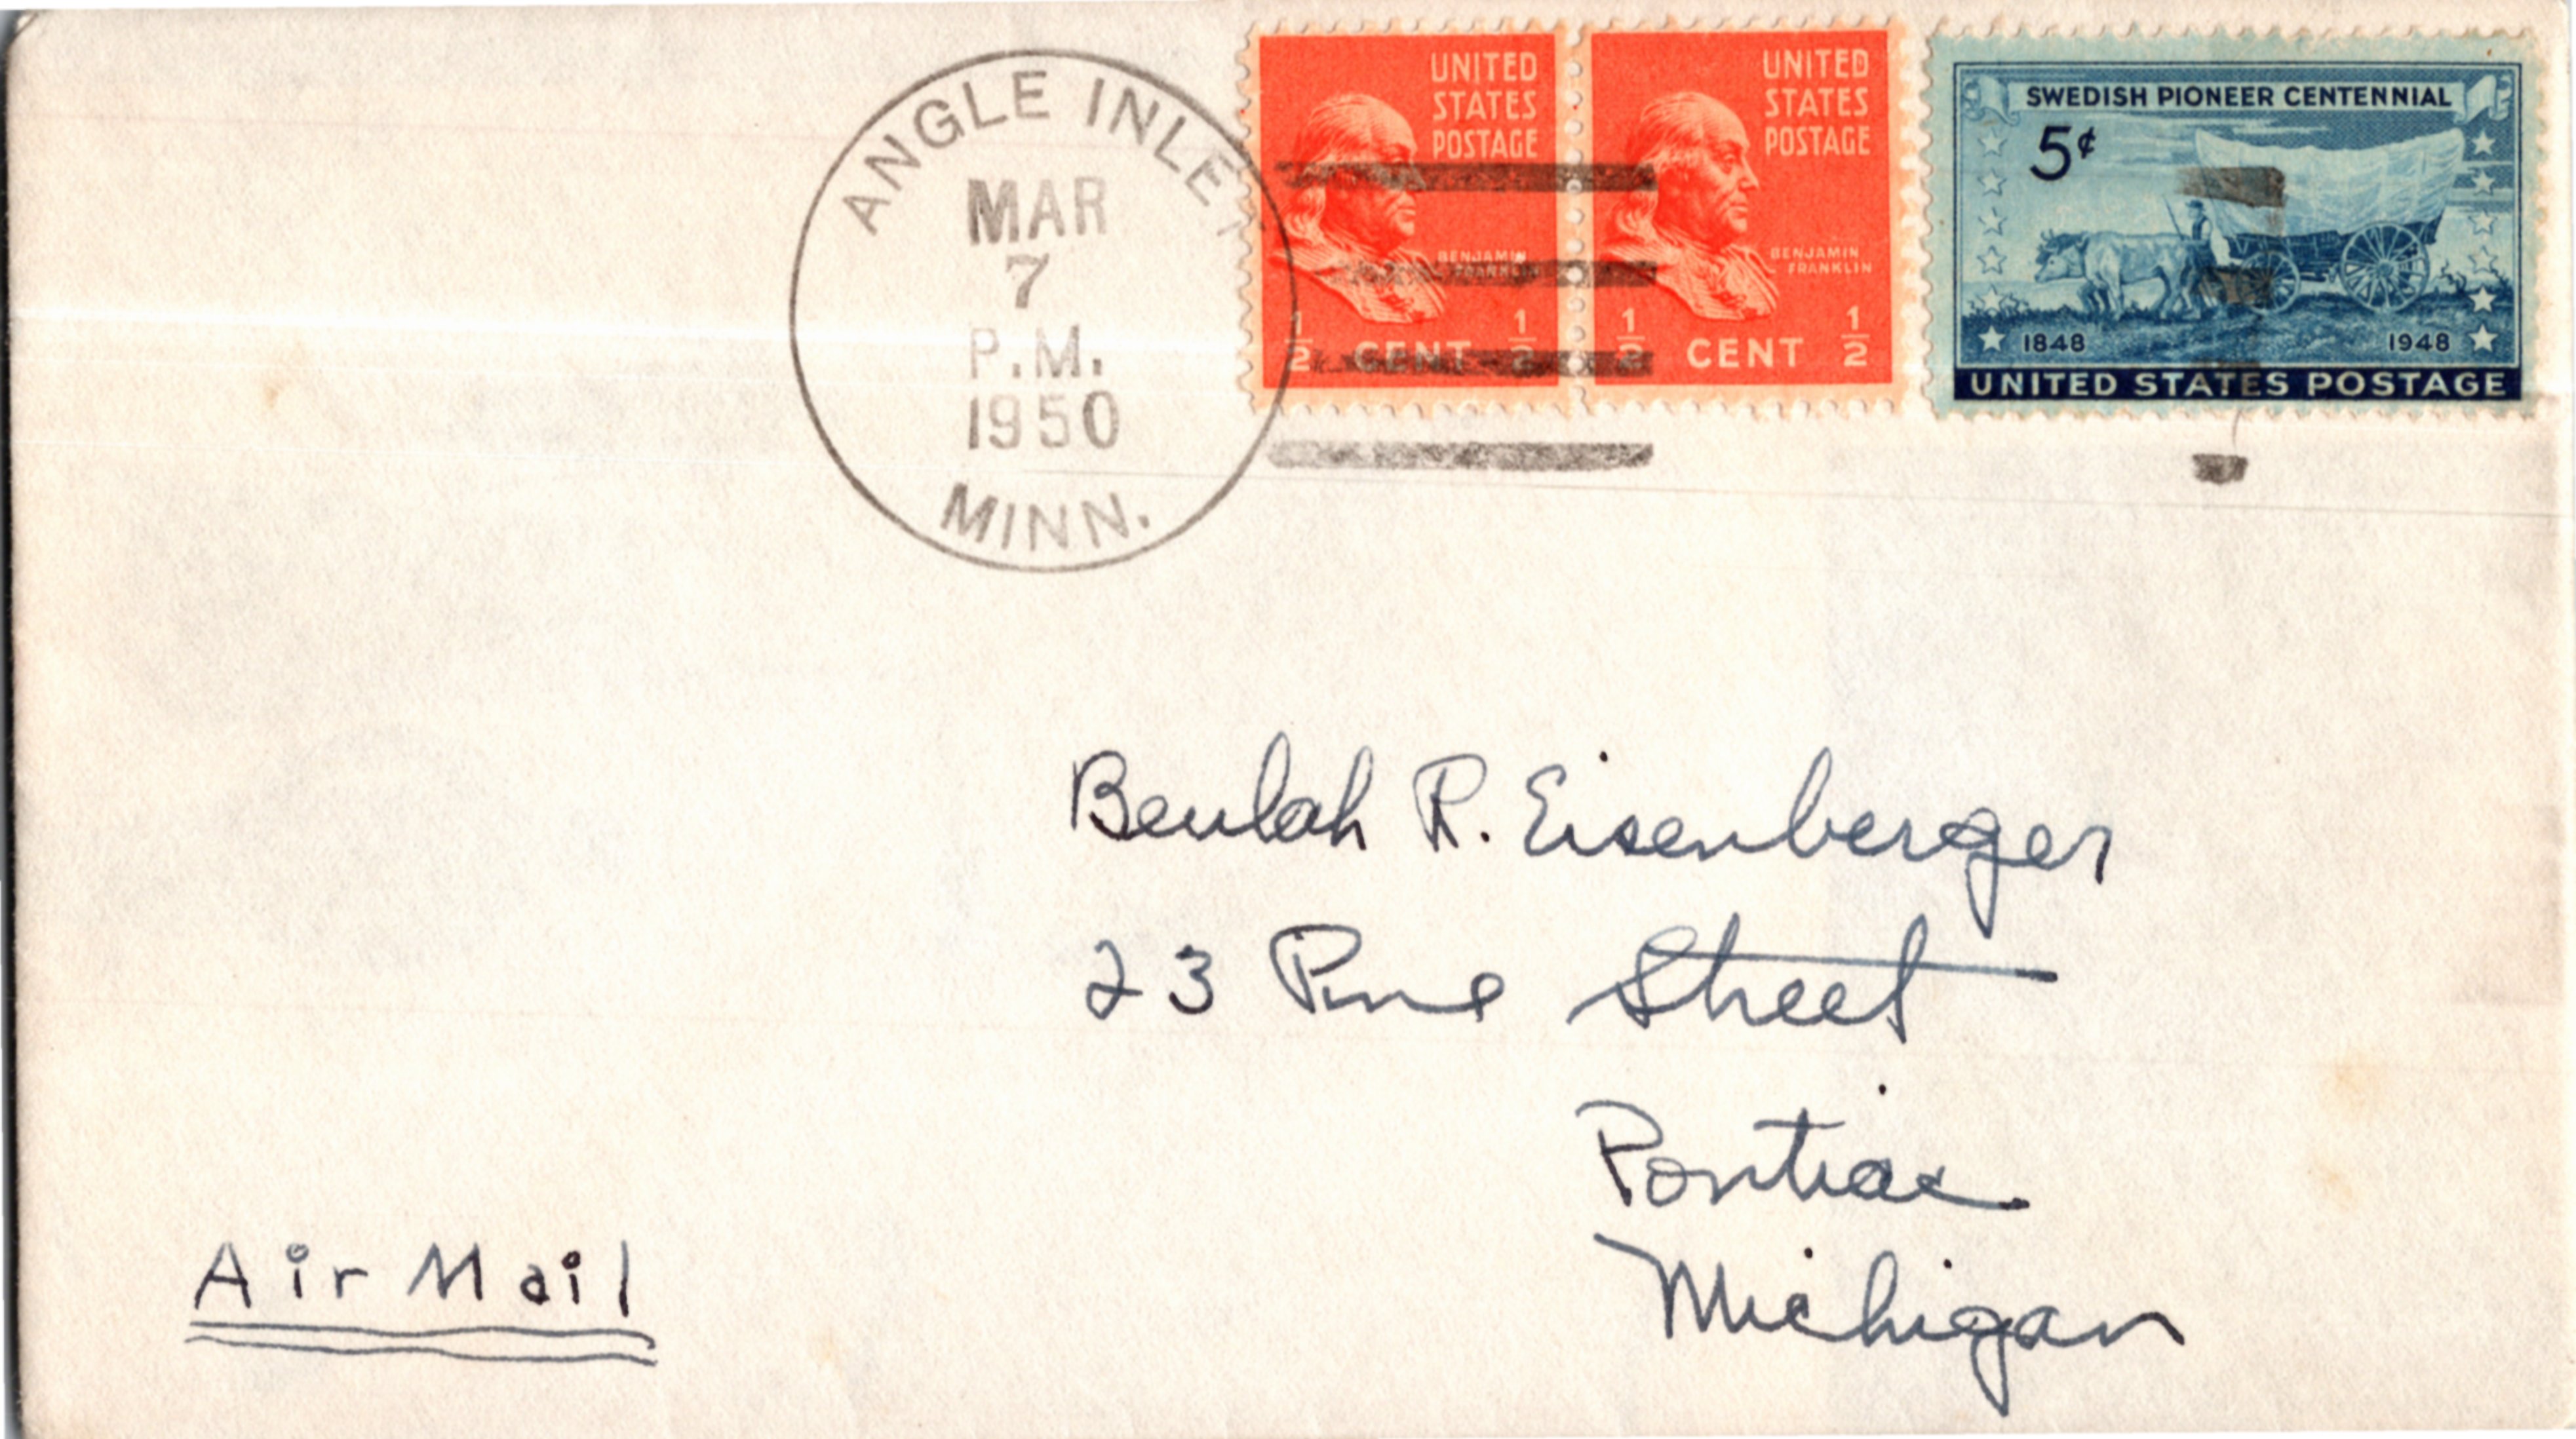 ANGLE INLET
MAR
7
P.M.
1950
MINN.
UNITED
STATES
POSTAGE
BENJAMIN
FRANKLIN
1/2 CENT 1/2
UNITED
STATES
POSTAGE
BENJAMIN
FRANKLIN
1/2 CENT 1/2
SWEDISH PIONEER CENTENNIAL
5¢
1848 1948
UNITED STATES POSTAGE
Beulah R. Eisenberger
23 Pine Street
Pontiac
Michigan
Air Mail